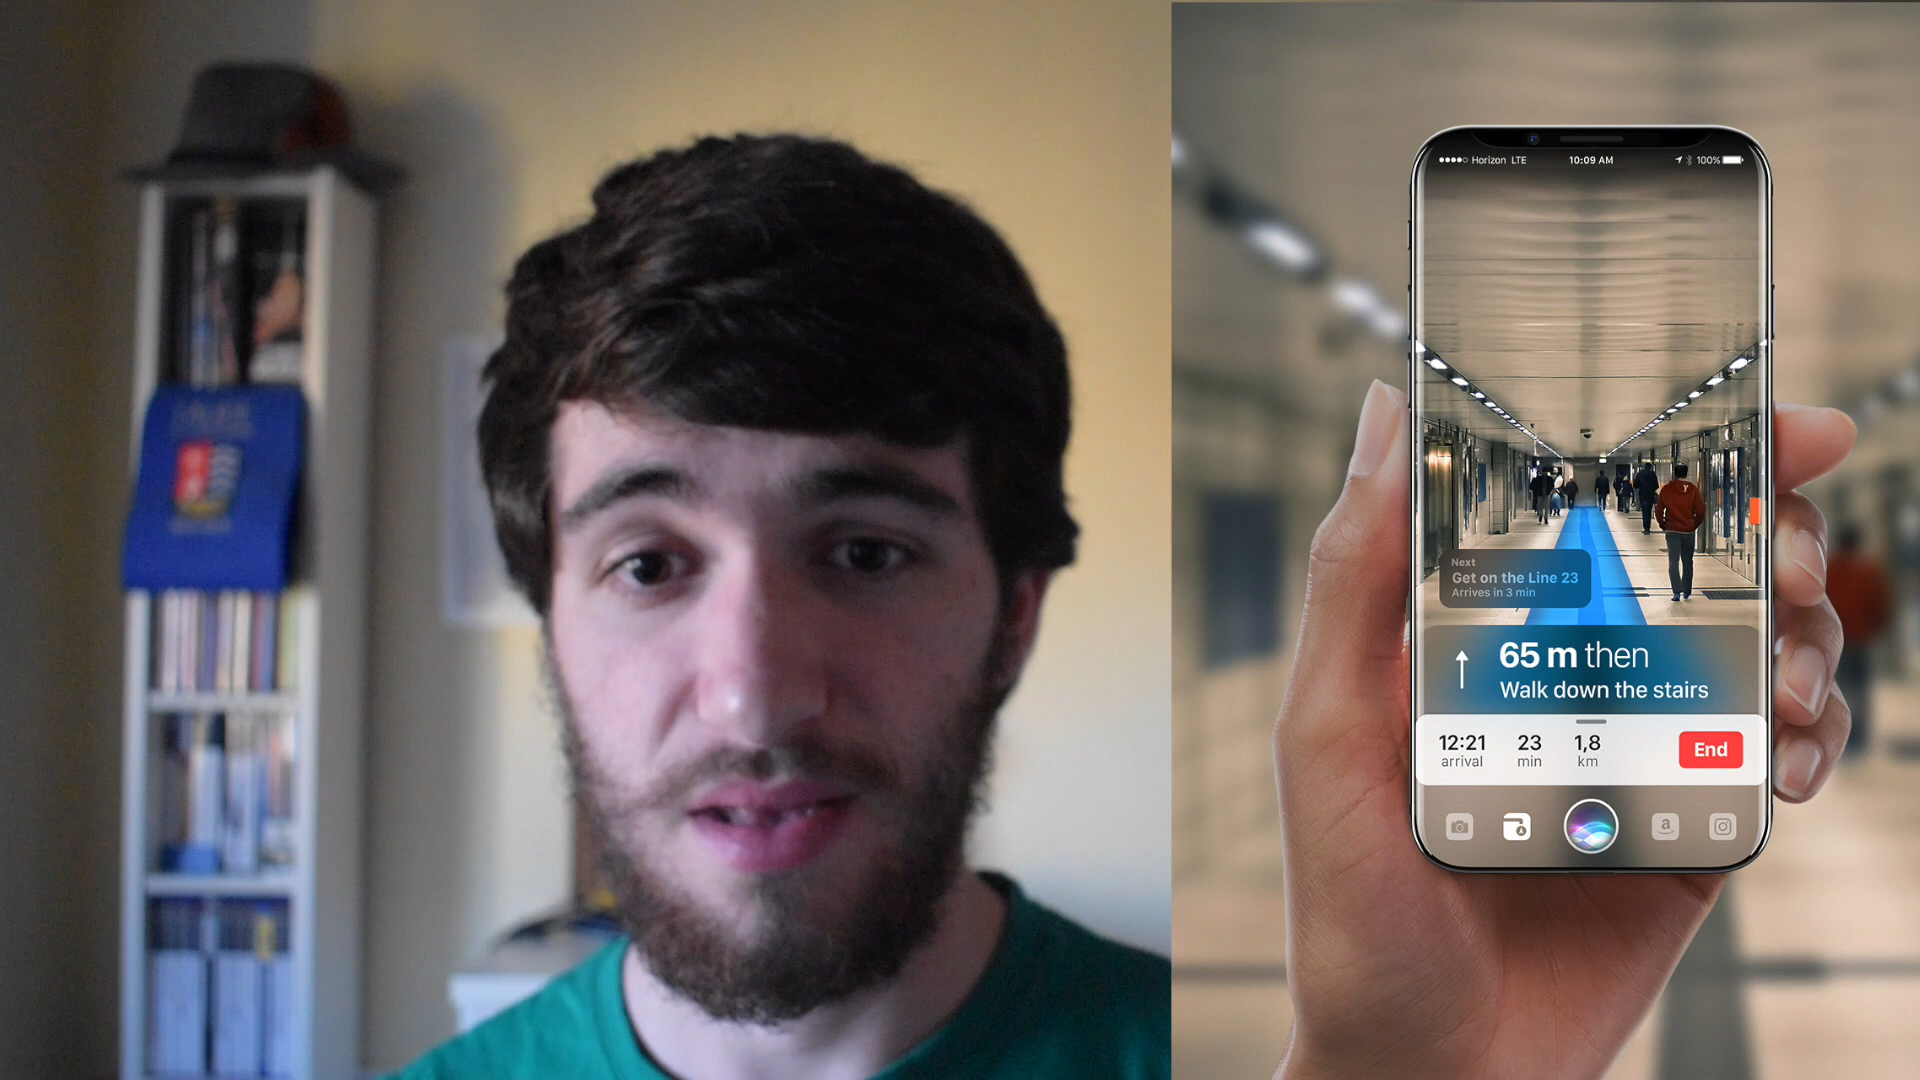 Horizon LTE
10:09 AM
100%
Next
Get on the Line 23
Arrives in 3 min
65 m then
Walk down the stairs
12:21
arrival
23
min
1,8
km
End
a